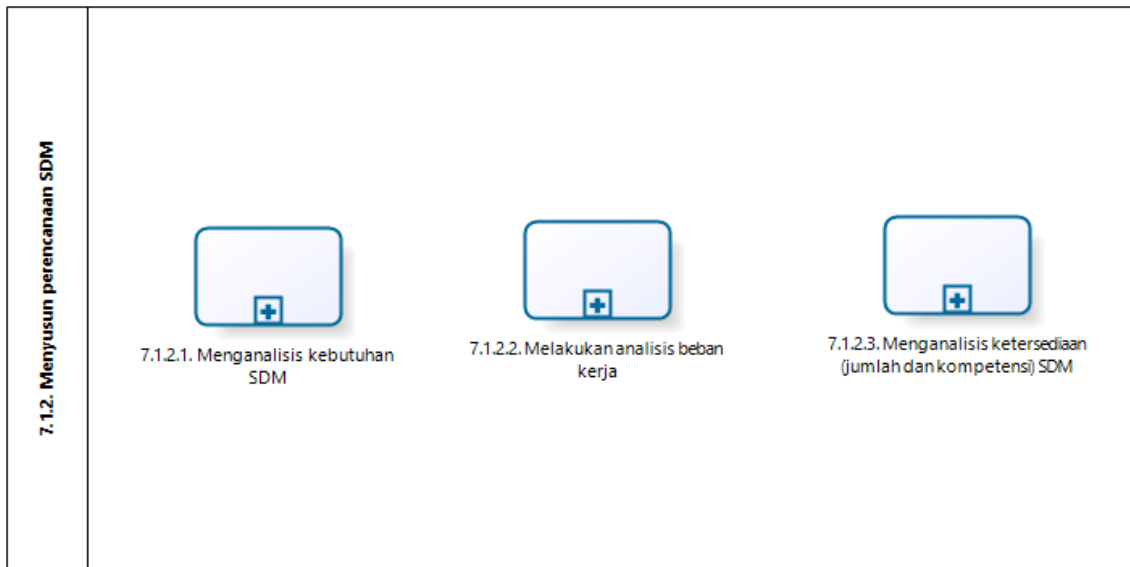 7.1.2. Menyusun perencanaan SDM
7.1.2.1. Menganalisis kebutuhan
SDM
7.1.2.2. Melakukan analisis beban
kerja
7.1.2.3. Menganalisis ketersediaan
(jumlah dan kompetensi) SDM